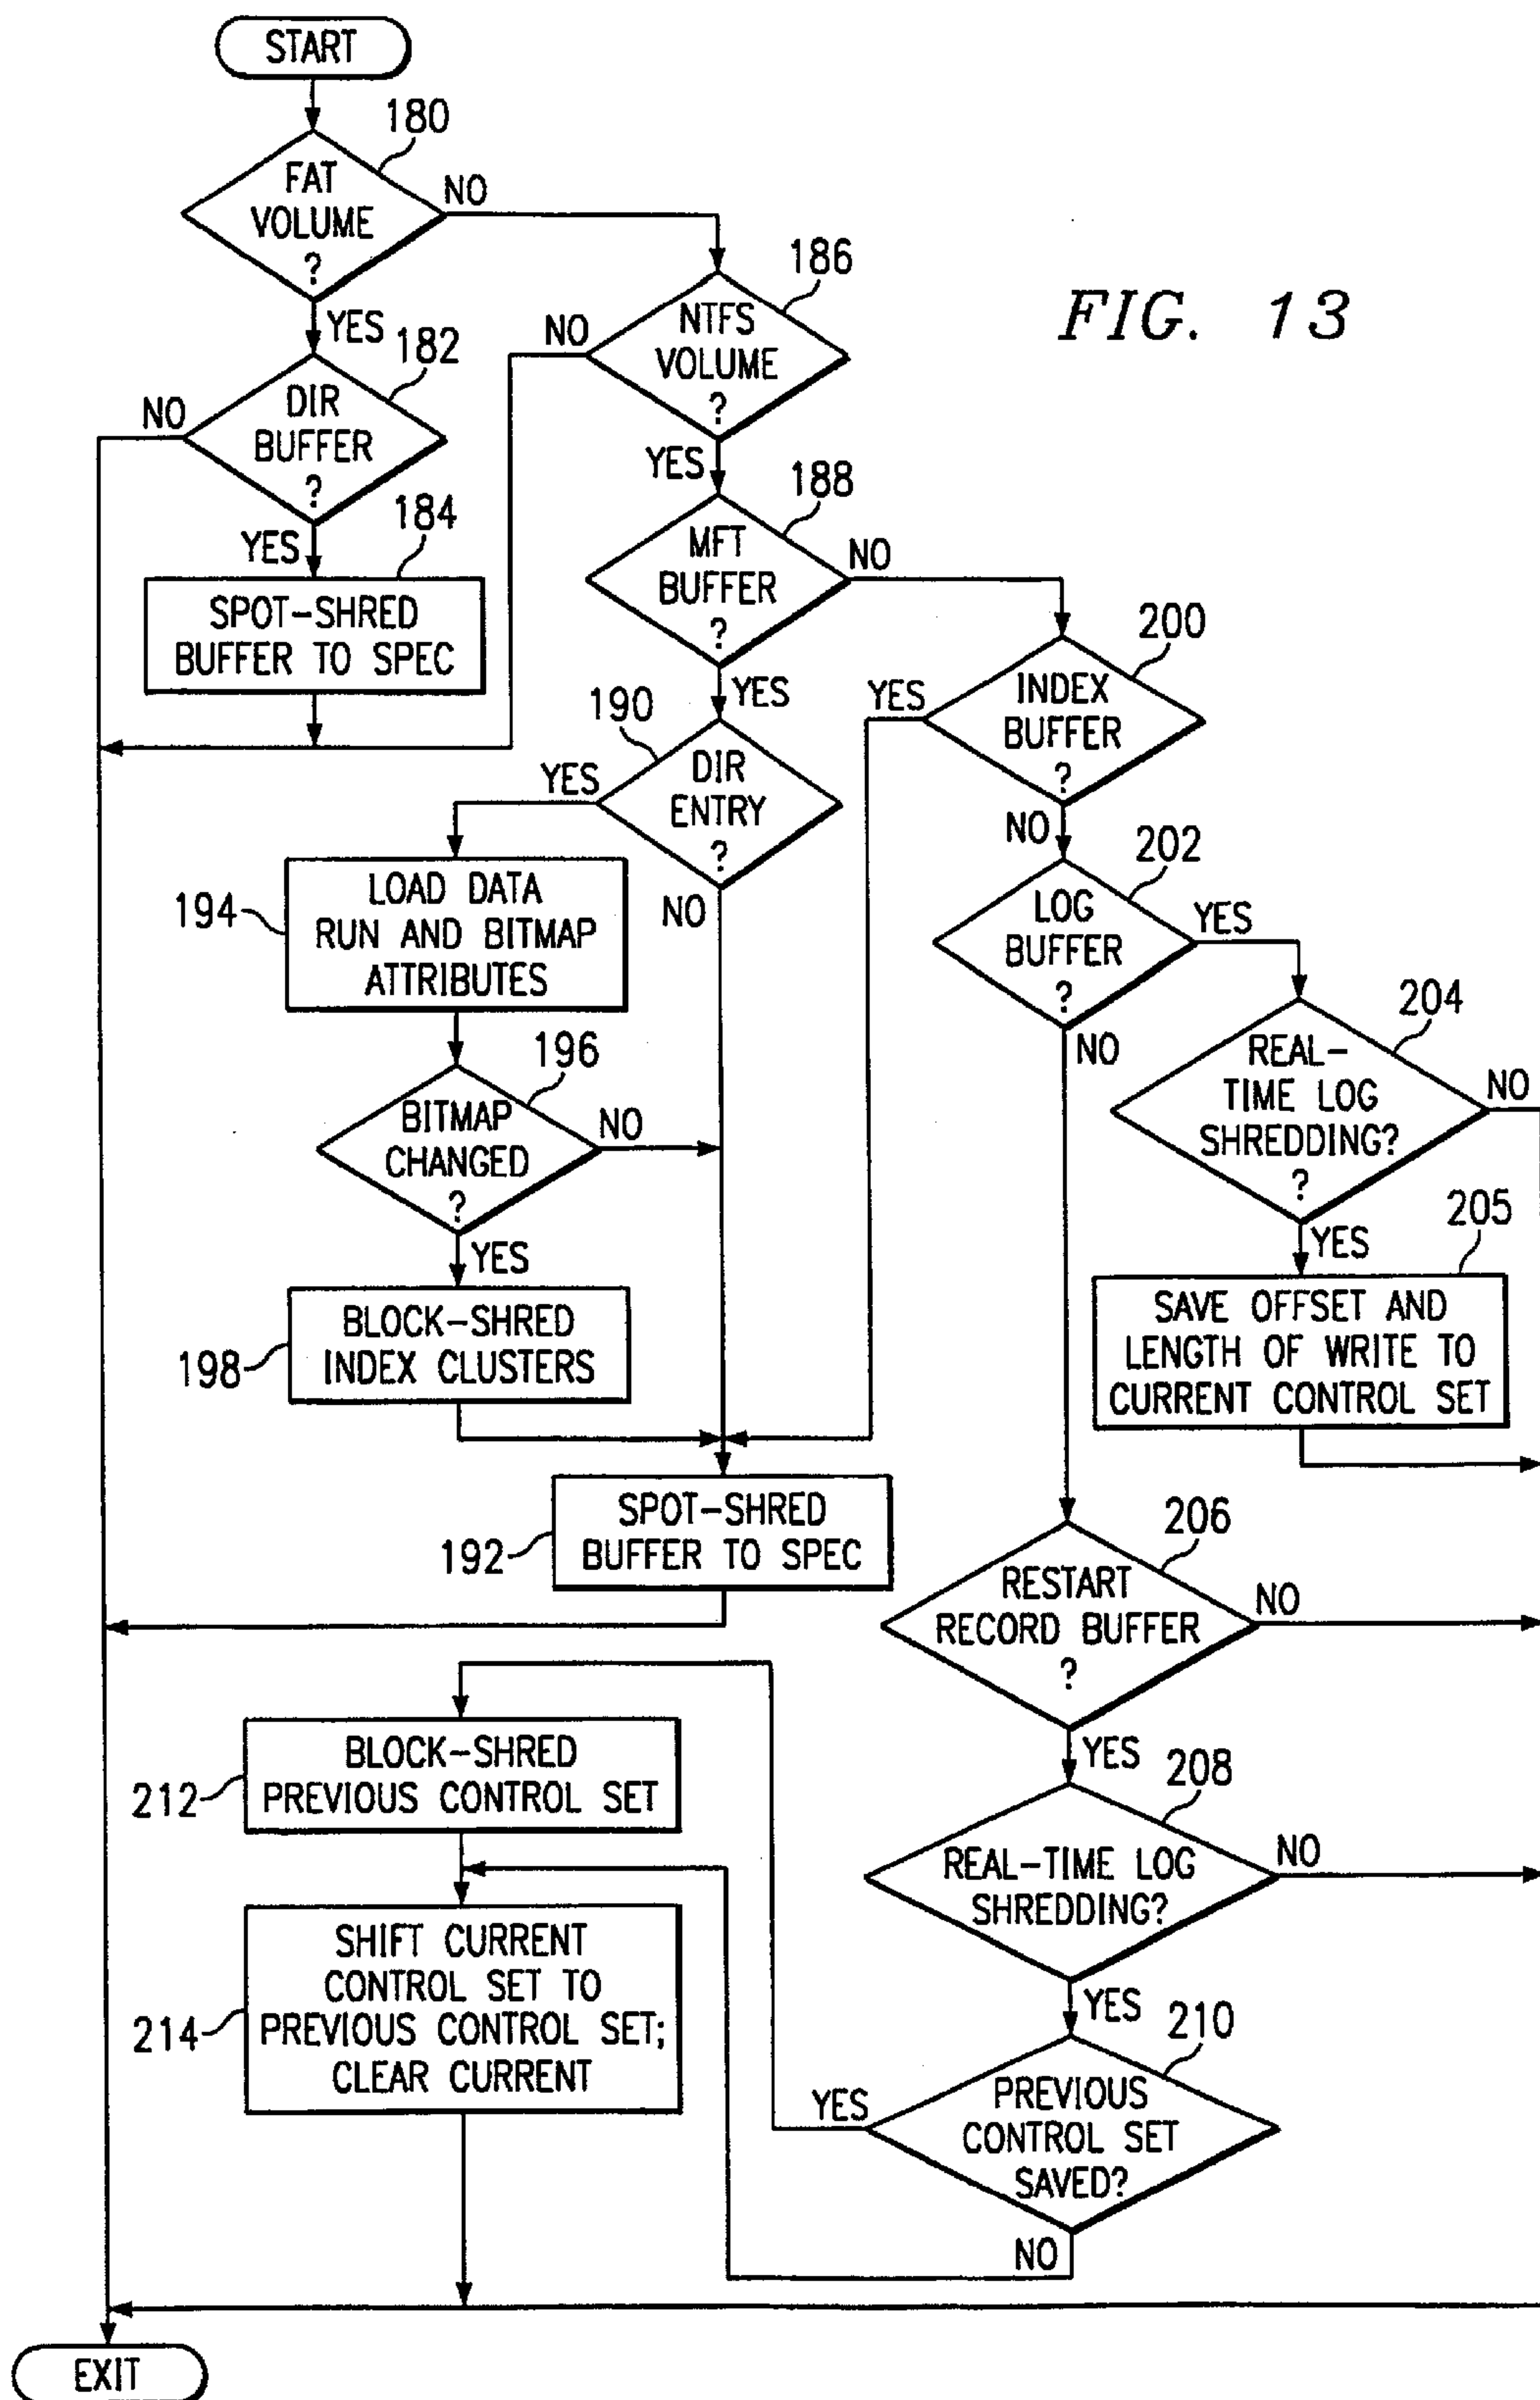 START
180
FAT
VOLUME
?
NO
186
FIG. 13
NTFS
VOLUME
?
NO
YES
182
DIR
BUFFER
?
NO
YES
188
MFT
BUFFER
?
NO
184
YES
SPOT-SHRED
BUFFER TO SPEC
200
INDEX
BUFFER
?
YES
YES
190
DIR
ENTRY
?
YES
NO
202
LOG
BUFFER
?
YES
194
LOAD DATA
RUN AND BITMAP
ATTRIBUTES
NO
204
REAL-
TIME LOG
SHREDDING?
?
NO
NO
196
BITMAP
CHANGED
?
NO
YES
205
YES
SAVE OFFSET AND
LENGTH OF WRITE TO
CURRENT CONTROL SET
198
BLOCK-SHRED
INDEX CLUSTERS
192
SPOT-SHRED
BUFFER TO SPEC
206
RESTART
RECORD BUFFER
?
NO
YES
212
BLOCK-SHRED
PREVIOUS CONTROL SET
208
REAL-TIME LOG
SHREDDING?
NO
YES
214
SHIFT CURRENT
CONTROL SET TO
PREVIOUS CONTROL SET;
CLEAR CURRENT
210
PREVIOUS
CONTROL SET
SAVED?
YES
NO
EXIT